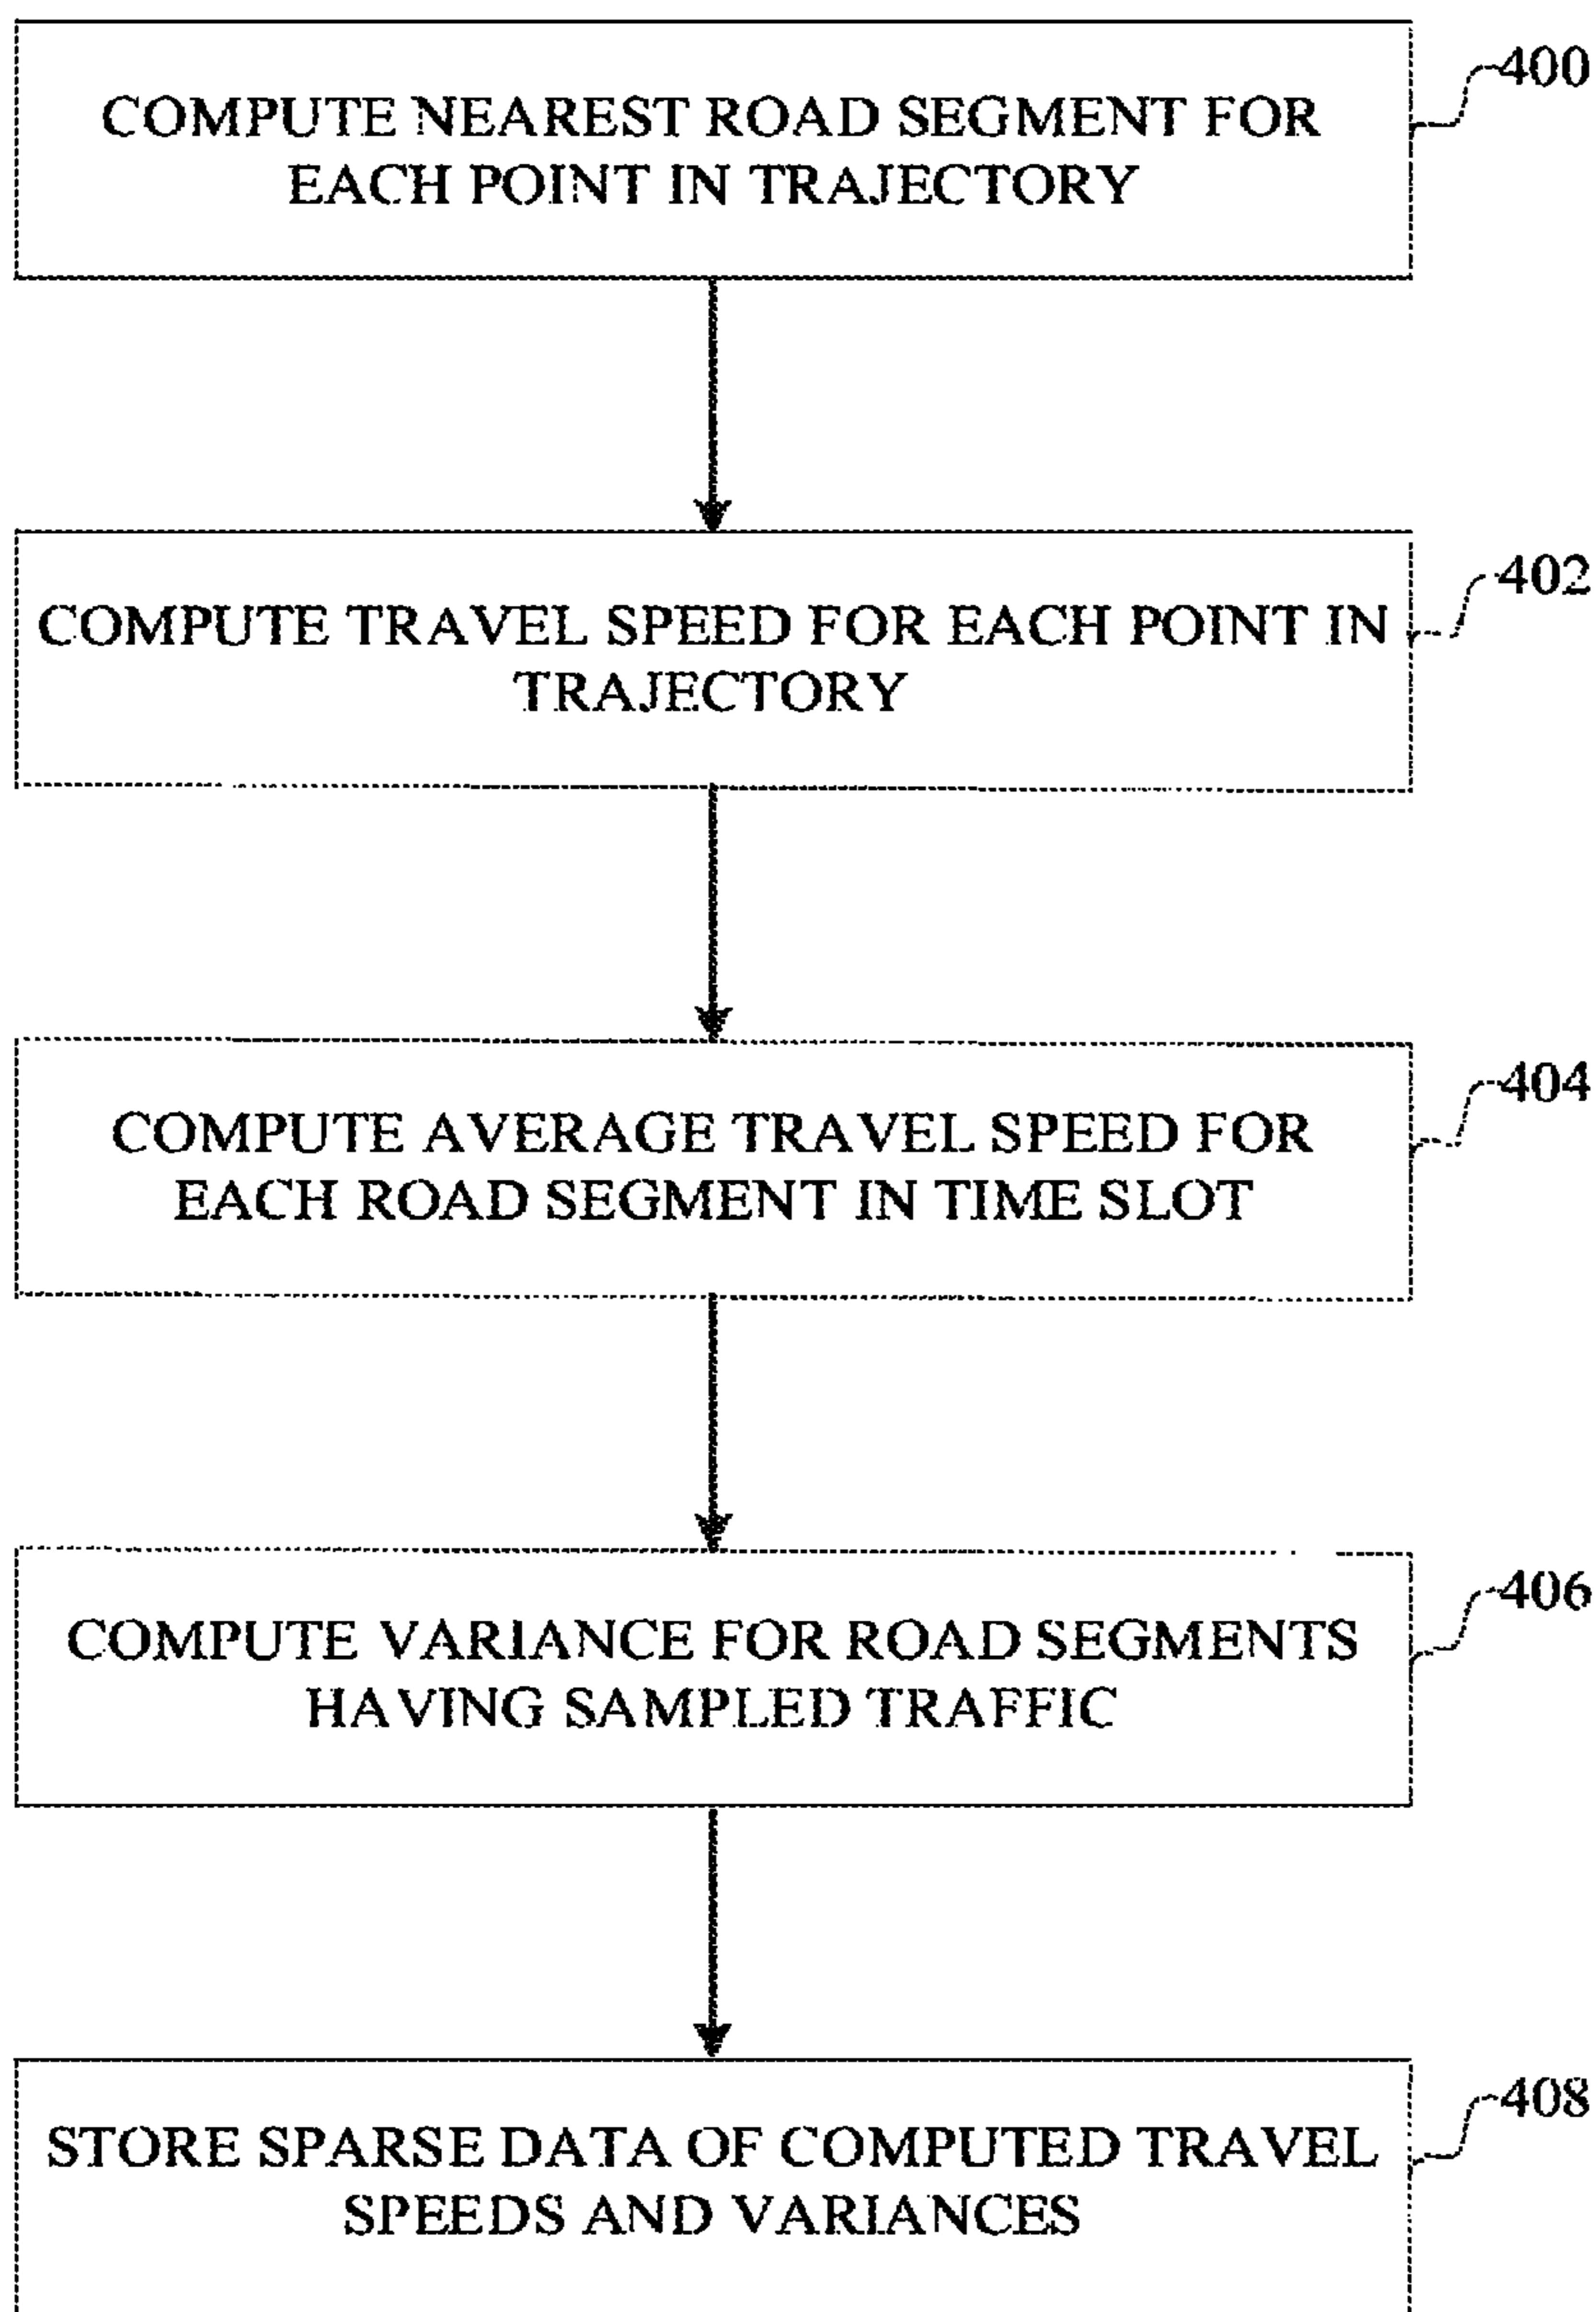 400
COMPUTE NEAREST ROAD SEGMENT FOR
EACH POINT IN TRAJECTORY
402
COMPUTE TRAVEL SPEED FOR EACH POINT IN
TRAJECTORY
404
COMPUTE AVERAGE TRAVEL SPEED FOR
EACH ROAD SEGMENT IN TIME SLOT
406
COMPUTE VARIANCE FOR ROAD SEGMENTS
HAVING SAMPLED TRAFFIC
408
STORE SPARSE DATA OF COMPUTED TRAVEL
SPEEDS AND VARIANCES